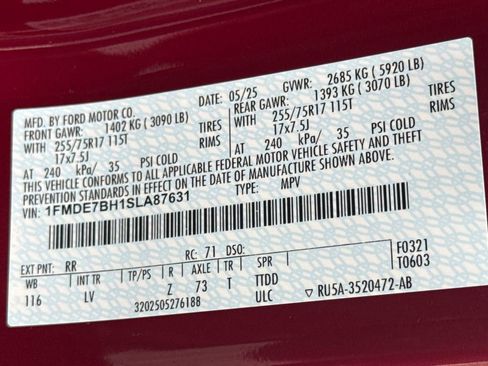 MFD. BY FORD MOTOR CO.
DATE: 05/25 GVWR: 2685 KG ( 5920 LB)
FRONT GAWR: 1402 KG ( 3090 LB) REAR GAWR: 1393 KG ( 3070 LB)
WITH 255/75R17 115T TIRES WITH 255/75R17 115T TIRES
17x7.5J RIMS 17x7.5J RIMS
AT 240 kPa/ 35 PSI COLD AT 240 kPa/ 35 PSI COLD
THIS VEHICLE CONFORMS TO ALL APPLICABLE FEDERAL MOTOR VEHICLE SAFETY AND BUMPER
STANDARDS IN EFFECT ON THE DATE OF MANUFACTURE SHOWN ABOVE.
VIN: 1FMDE7BH1SLA87631 TYPE: MPV
F0321
T0603
EXT PNT: RR RC: 71 DSO:
WB INT TR TP/PS R AXLE TR SPR
116 LV Z 73 T TTDD
3202505276188 ULC ▽ RU5A-3520472-AB